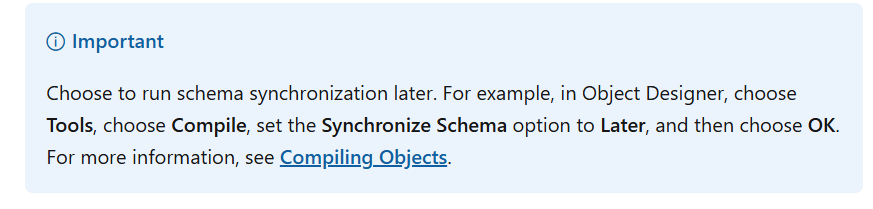 Important
Choose to run schema synchronization later. For example, in Object Designer, choose
Tools, choose Compile, set the Synchronize Schema option to Later, and then choose OK.
For more information, see Compiling Objects.